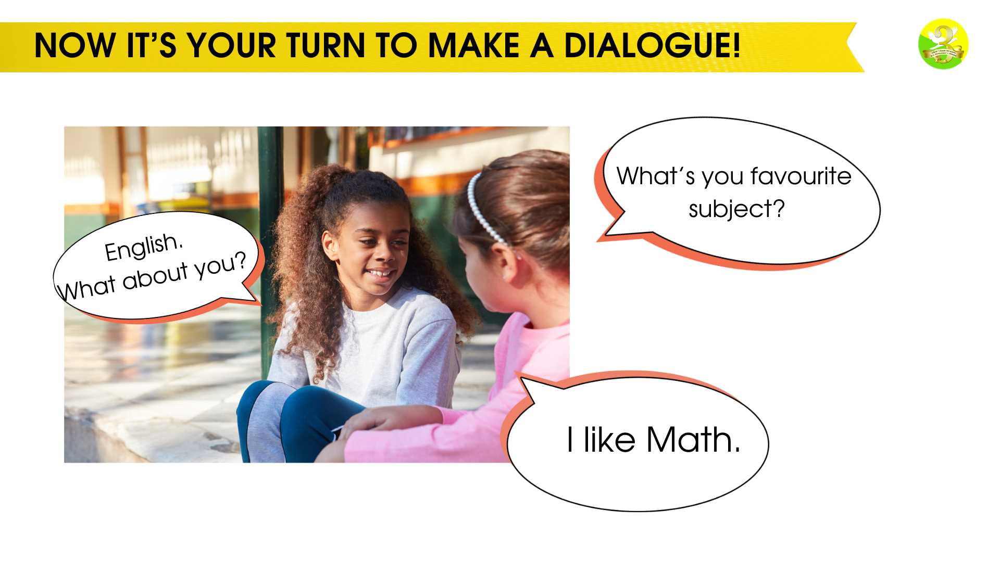 NOW IT’S YOUR TURN TO MAKE A DIALOGUE!
What’s you favourite
subject?
English.
What about you?
I like Math.